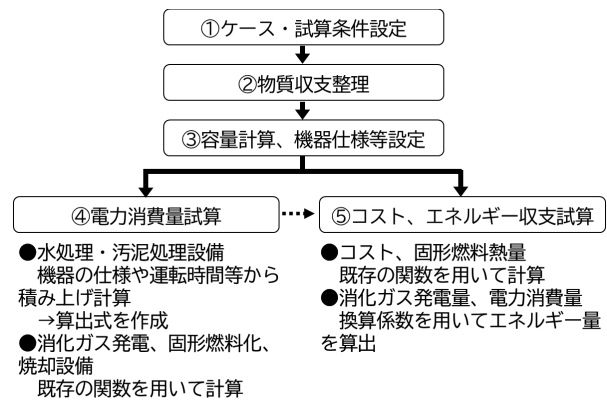 ①ケース・試算条件設定
②物質収支整理
③容量計算、機器仕様等設定
④電力消費量試算
⑤コスト、エネルギー収支試算
●水処理・汚泥処理設備
機器の仕様や運転時間等から
積み上げ計算
→算出式を作成
●消化ガス発電、固形燃料化、
焼却設備
既存の関数を用いて計算
●コスト、固形燃料熱量
既存の関数を用いて計算
●消化ガス発電量、電力消費量
換算係数を用いてエネルギー量
を算出